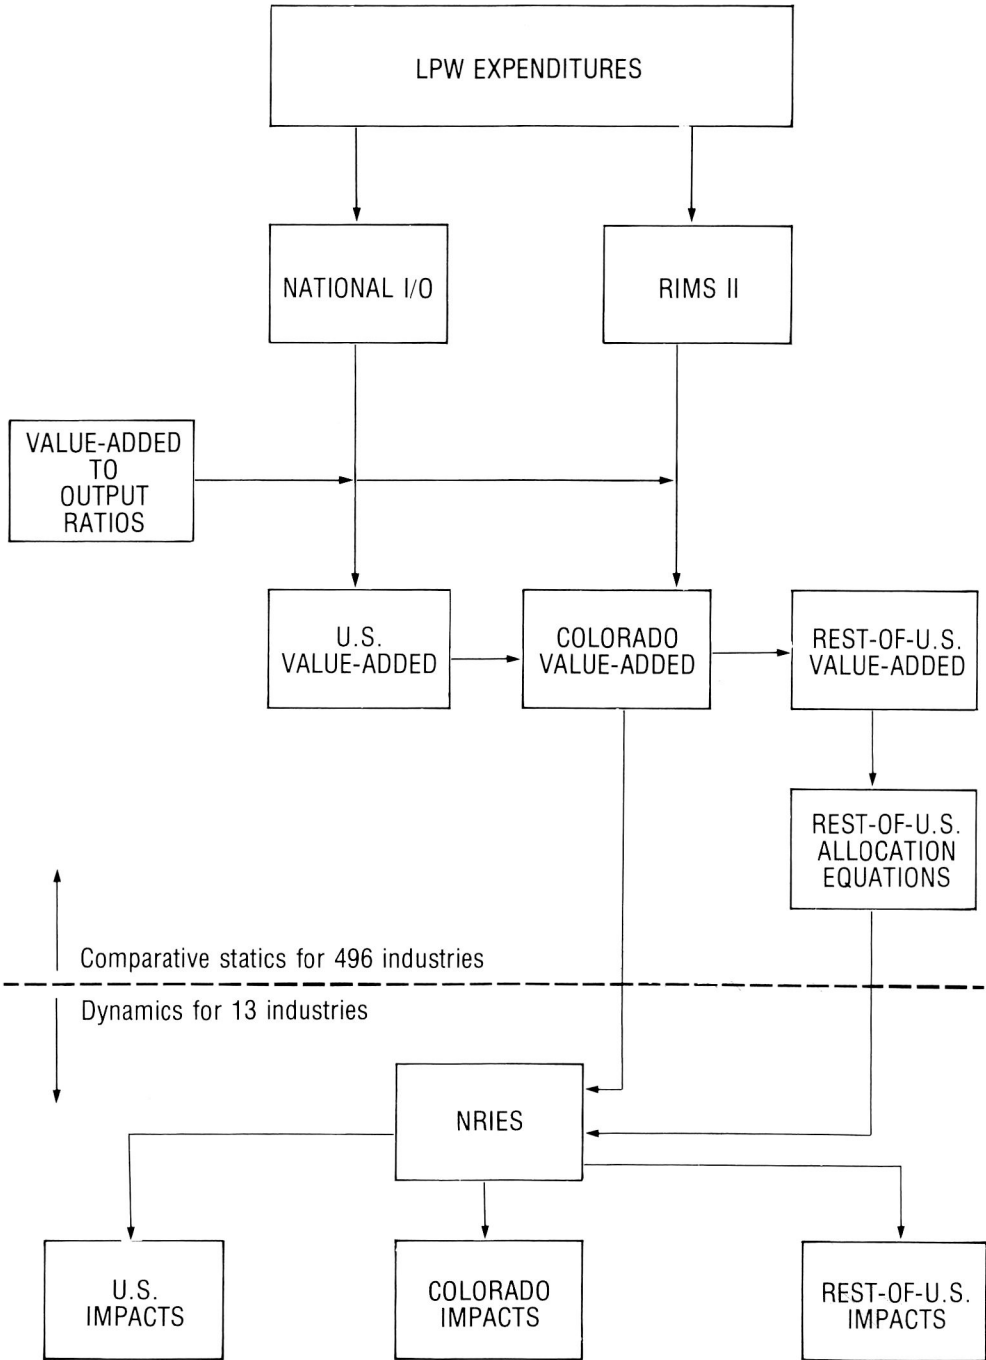 LPW EXPENDITURES
NATIONAL I/O
RIMS II
VALUE-ADDED
TO
OUTPUT
RATIOS
U.S.
VALUE-ADDED
COLORADO
VALUE-ADDED
REST-OF-U.S.
VALUE-ADDED
REST-OF-U.S.
ALLOCATION
EQUATIONS
Comparative statics for 496 industries
Dynamics for 13 industries
NRIES
U.S.
IMPACTS
COLORADO
IMPACTS
REST-OF-U.S.
IMPACTS